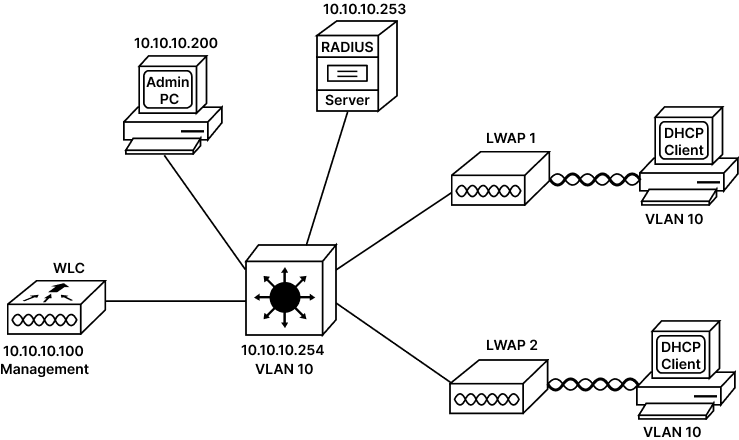 10.10.10.253
10.10.10.200
RADIUS
Server
Admin
PC
LWAP 1
DHCP
Client
VLAN 10
WLC
10.10.10.100
Management
10.10.10.254
VLAN 10
LWAP 2
DHCP
Client
VLAN 10